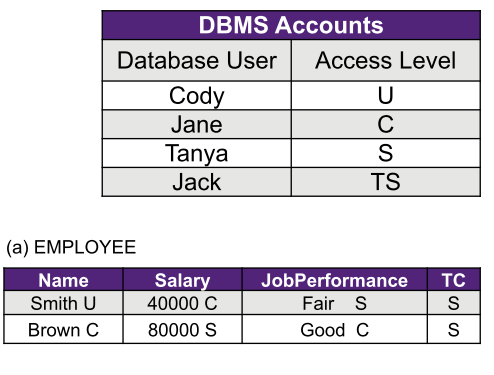 DBMS Accounts
Database User Access Level
Cody U
Jane C
Tanya S
Jack TS
(a) EMPLOYEE
Name Salary JobPerformance TC
Smith U 40000 C Fair S S
Brown C 80000 S Good C S